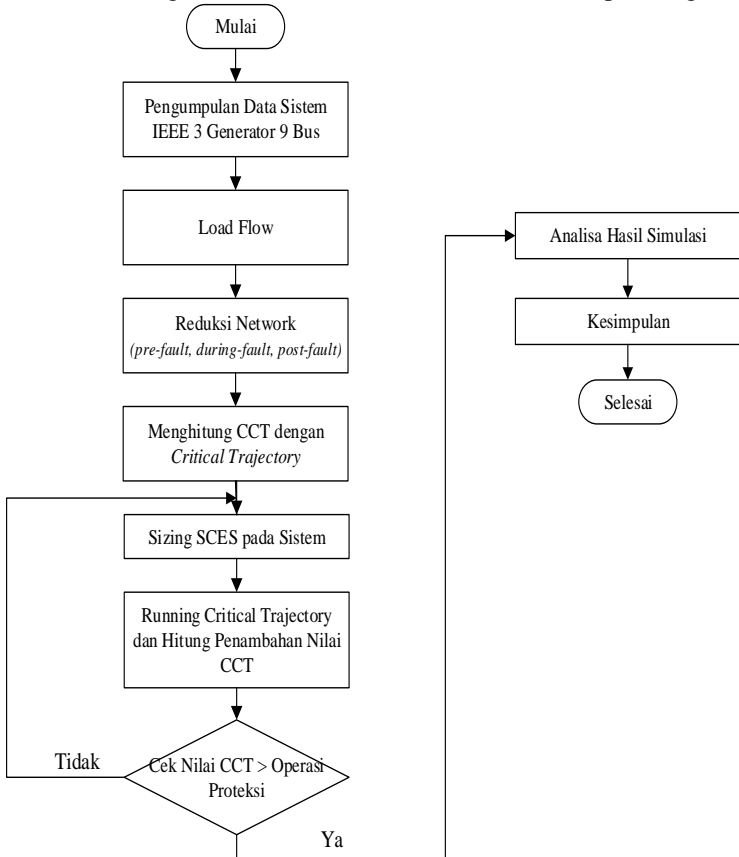 Mulai
Pengumpulan Data Sistem
IEEE 3 Generator 9 Bus
Load Flow
Reduksi Network
(pre-fault, during-fault, post-fault)
Menghitung CCT dengan
Critical Trajectory
Sizing SCES pada Sistem
Running Critical Trajectory
dan Hitung Penambahan Nilai
CCT
Cek Nilai CCT > Operasi
Proteksi
Tidak
Ya
Analisa Hasil Simulasi
Kesimpulan
Selesai